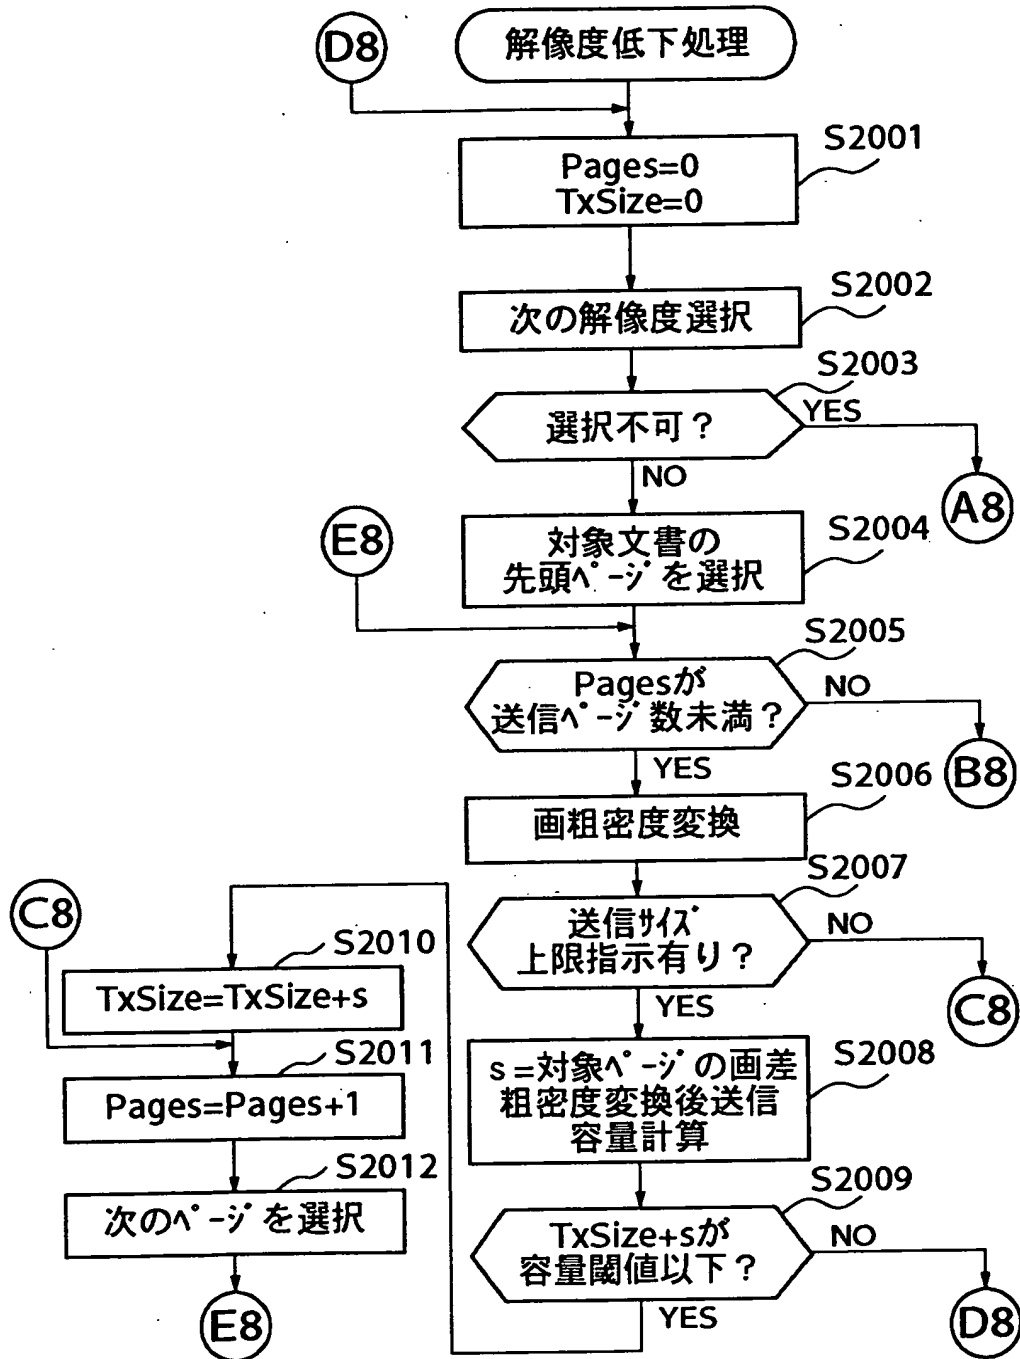 D8
解像度低下処理
S2001
Pages=0
TxSize=0
S2002
次の解像度選択
S2003
選択不可？
YES
NO
A8
E8
S2004
対象文書の
先頭ﾍﾟｰｼﾞを選択
S2005
Pagesが
送信ﾍﾟｰｼﾞ数未満？
NO
YES
B8
S2006
画粗密度変換
S2007
送信ｻｲｽﾞ
上限指示有り？
NO
YES
C8
C8
S2010
TxSize=TxSize+s
S2011
Pages=Pages+1
S2012
次のﾍﾟｰｼﾞを選択
E8
S2008
s＝対象ﾍﾟｰｼﾞの画差
粗密度変換後送信
容量計算
S2009
TxSize+sが
容量閾値以下？
NO
YES
D8